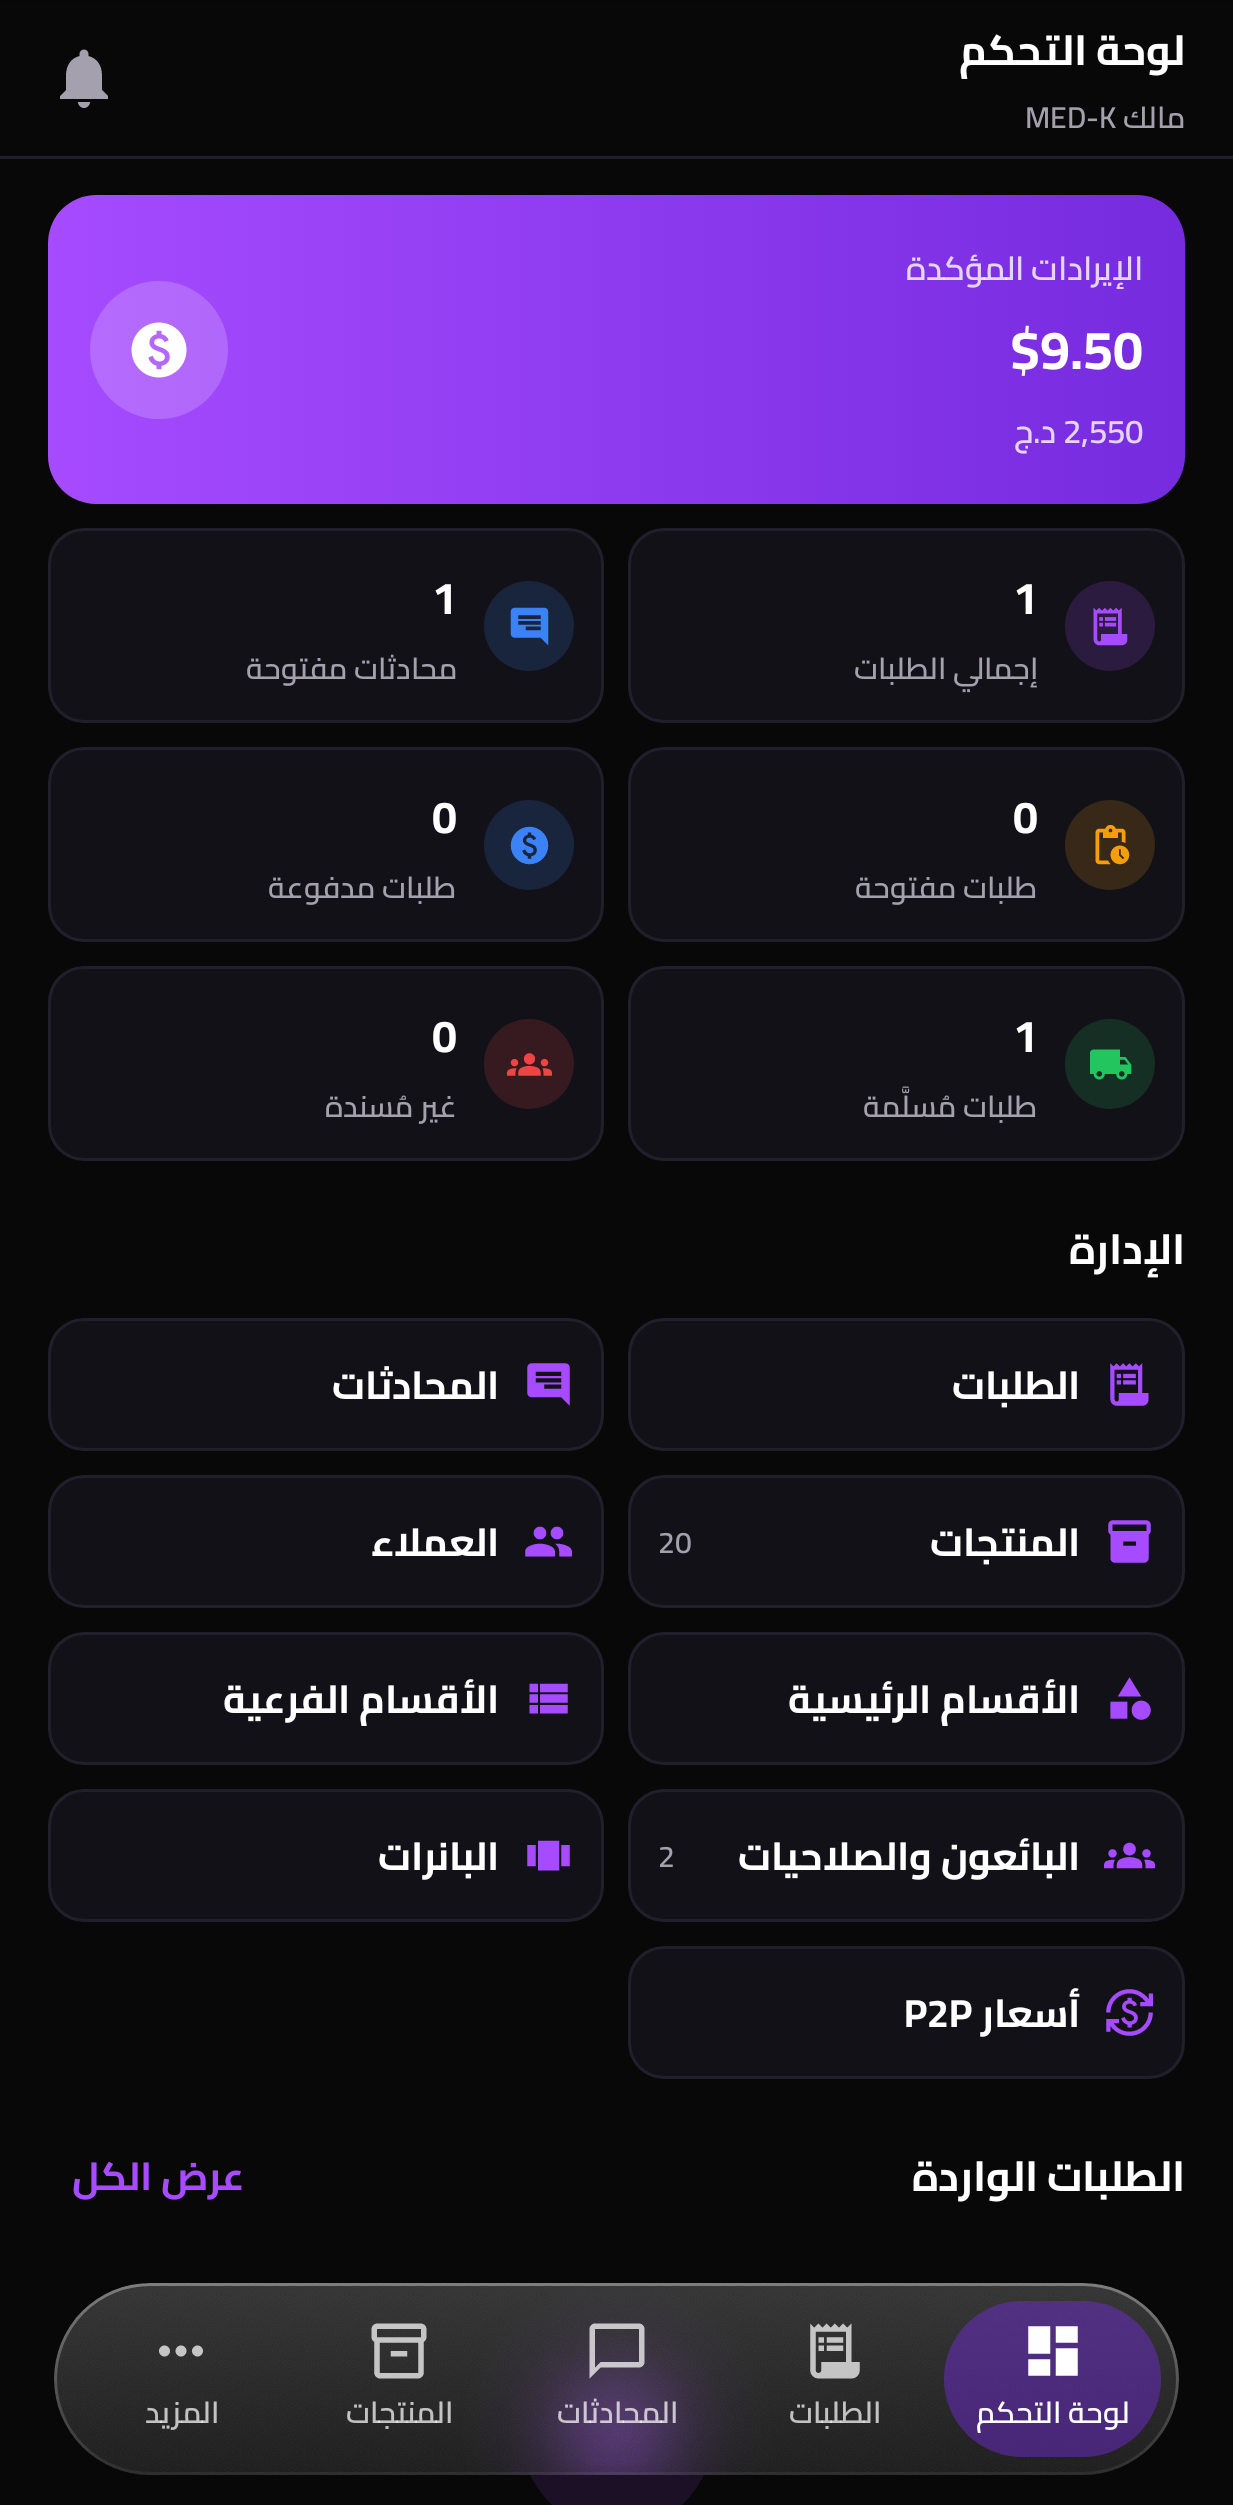 لوحة التحكم
مالك MED-K
الإيرادات المؤكدة
$9.50
2,550 د.ج
1
إجمالي الطلبات
1
محادثات مفتوحة
0
طلبات مفتوحة
0
طلبات مدفوعة
1
طلبات مُسلَّمة
0
غير مُسندة
الإدارة
الطلبات
المحادثات
المنتجات 20
العملاء
الأقسام الرئيسية
الأقسام الفرعية
البائعون والصلاحيات 2
البانرات
أسعار P2P
الطلبات الواردة
عرض الكل
لوحة التحكم
الطلبات
المحادثات
المنتجات
المزيد